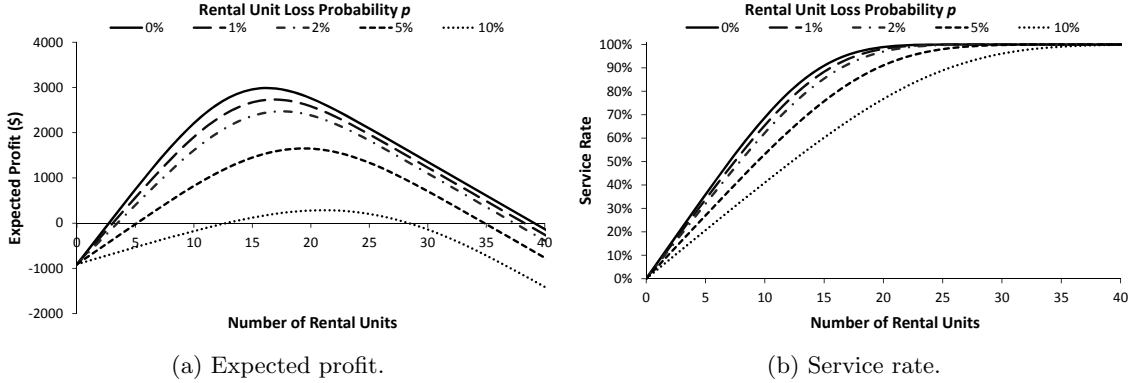 Rental Unit Loss Probability p
0% 1% 2% 5% 10%
4000
3000
2000
1000
0
-1000
-2000
0 5 10 15 20 25 30 35 40
Expected Profit ($)
Number of Rental Units
(a) Expected profit.
Rental Unit Loss Probability p
0% 1% 2% 5% 10%
100%
90%
80%
70%
60%
50%
40%
30%
20%
10%
0%
0 5 10 15 20 25 30 35 40
Service Rate
Number of Rental Units
(b) Service rate.